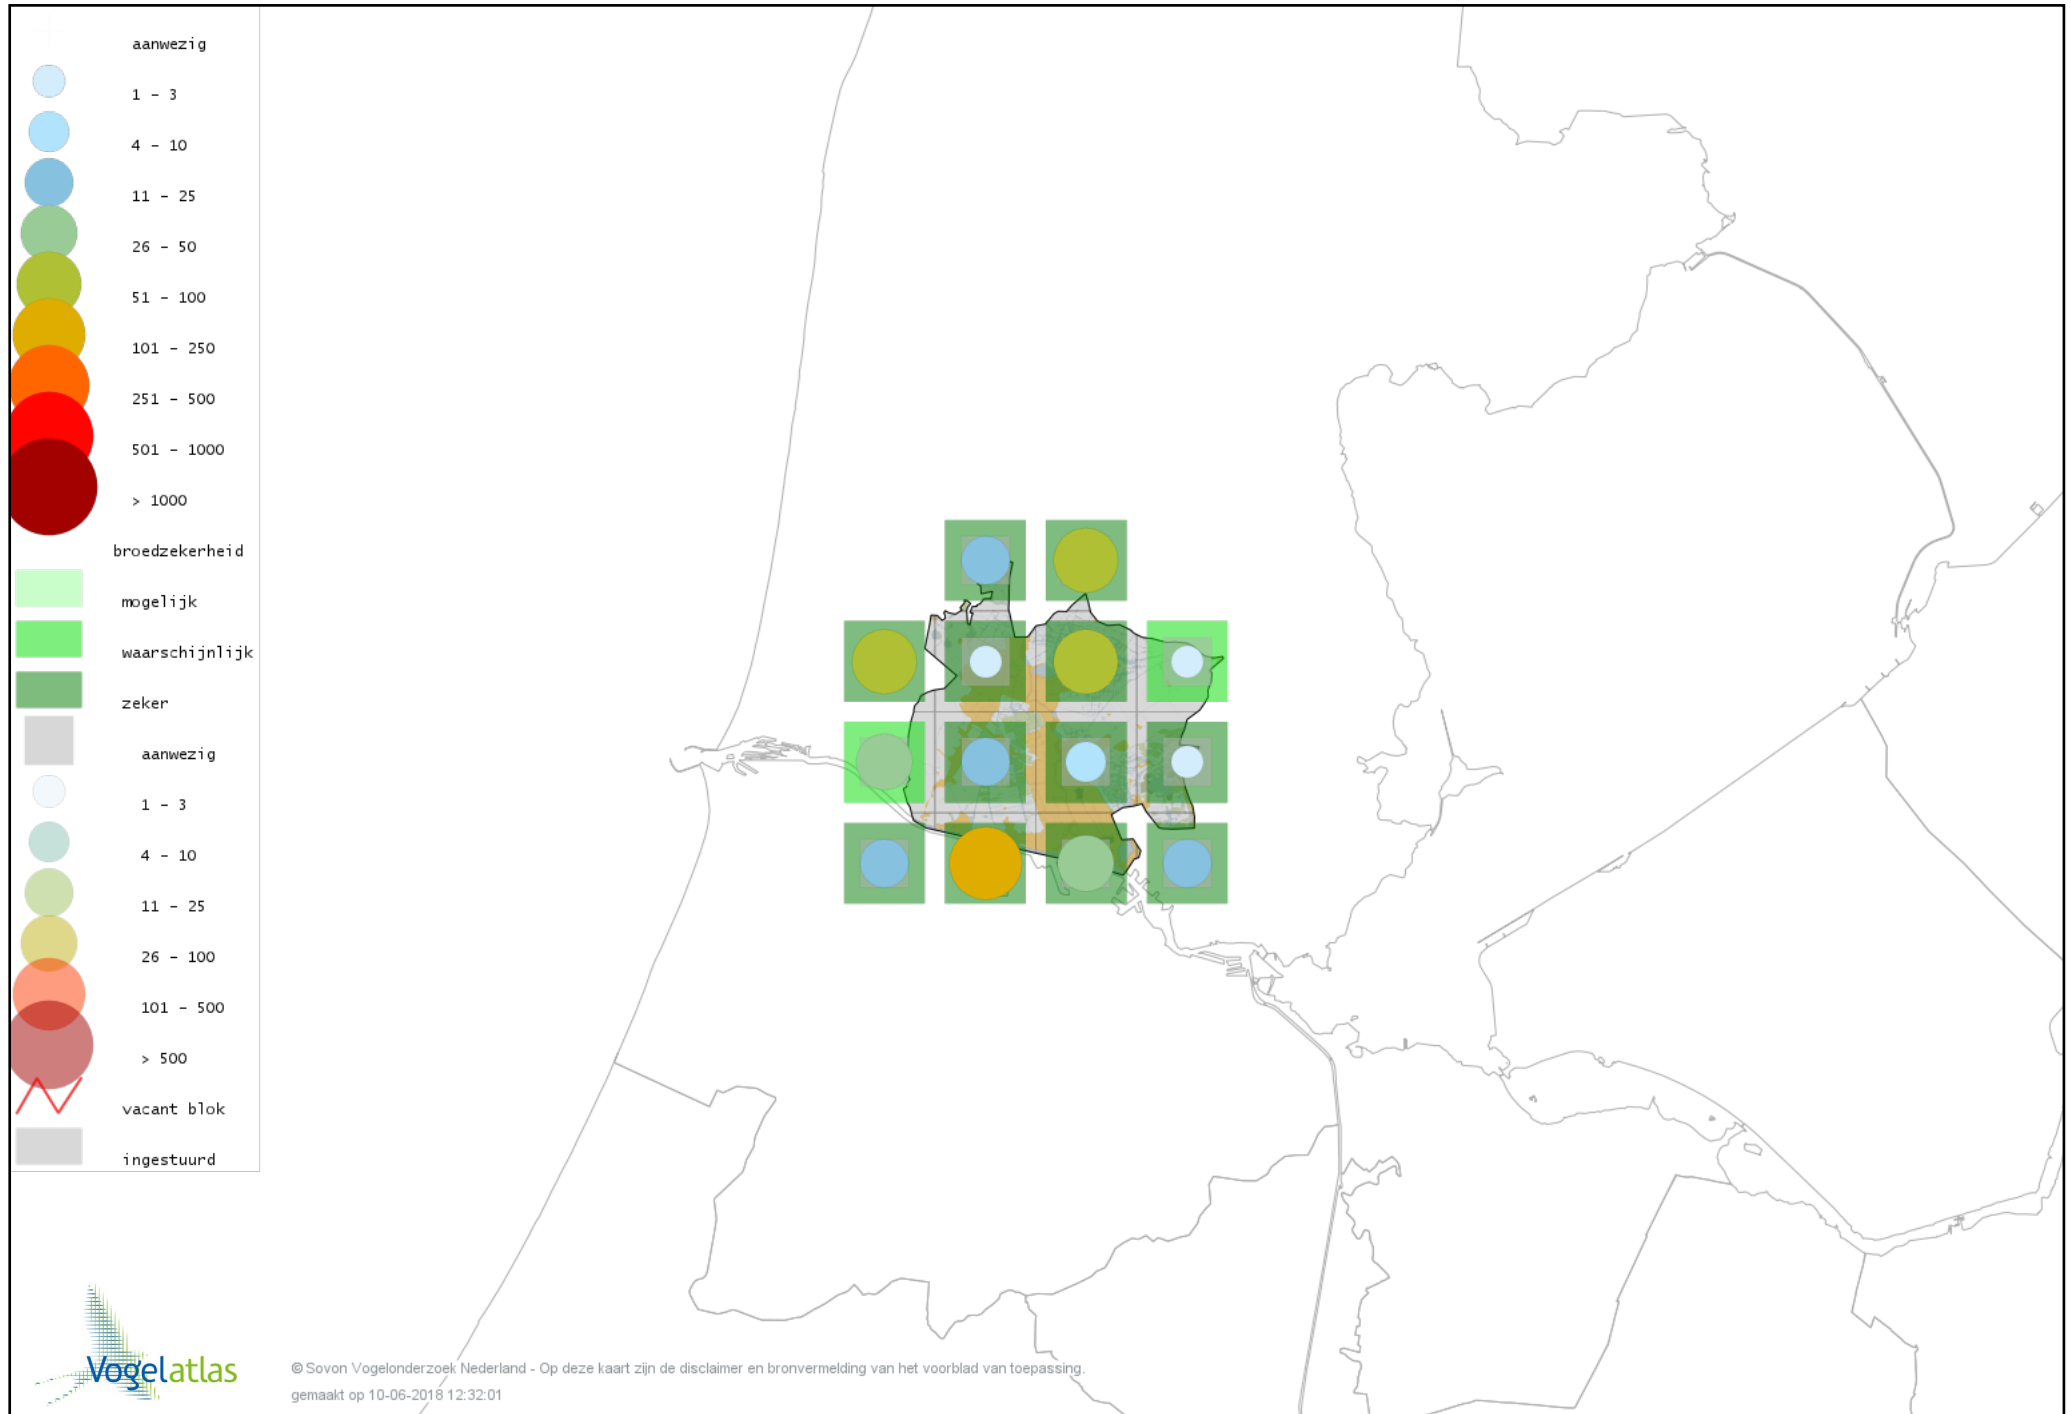 aanwezig
1 - 3
4 - 10
11 - 25
26 - 50
51 - 100
101 - 250
251 - 500
501 - 1000
> 1000
broedzekerheid
mogelijk
waarschijnlijk
zeker
aanwezig
1 - 3
4 - 10
11 - 25
26 - 100
101 - 500
> 500
vacant blok
ingestuurd
Vogelatlas
© Sovon Vogelonderzoek Nederland - Op deze kaart zijn de disclaimer en bronvermelding van het voorblad van toepassing.
gemaakt op 10-06-2018 12:32:01